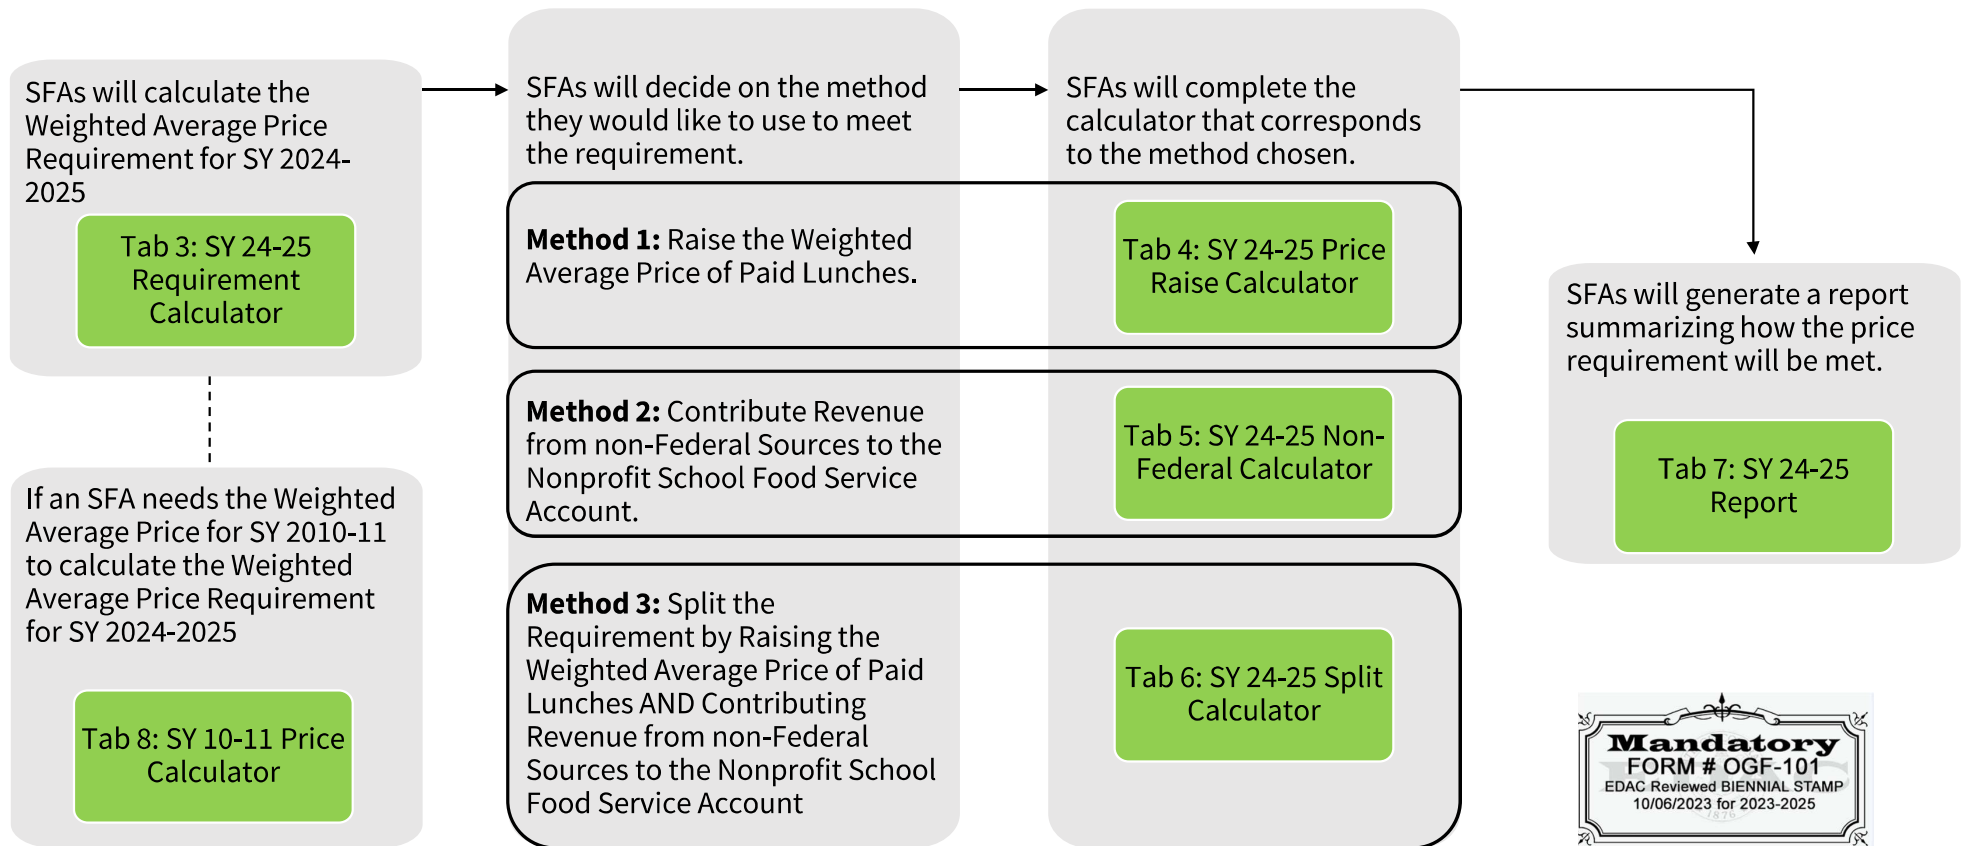 SFAs will calculate the
Weighted Average Price
Requirement for SY 2024-
2025
Tab 3: SY 24-25
Requirement
Calculator
If an SFA needs the Weighted
Average Price for SY 2010-11
to calculate the Weighted
Average Price Requirement
for SY 2024-2025
Tab 8: SY 10-11 Price
Calculator
SFAs will decide on the method
they would like to use to meet
the requirement.
Method 1: Raise the Weighted
Average Price of Paid Lunches.
Method 2: Contribute Revenue
from non-Federal Sources to the
Nonprofit School Food Service
Account.
Method 3: Split the
Requirement by Raising the
Weighted Average Price of Paid
Lunches AND Contributing
Revenue from non-Federal
Sources to the Nonprofit School
Food Service Account
SFAs will complete the
calculator that corresponds
to the method chosen.
Tab 4: SY 24-25 Price
Raise Calculator
Tab 5: SY 24-25 Non-
Federal Calculator
Tab 6: SY 24-25 Split
Calculator
SFAs will generate a report
summarizing how the price
requirement will be met.
Tab 7: SY 24-25
Report
Mandatory
FORM # OGF-101
EDAC Reviewed BIENNIAL STAMP
10/06/2023 for 2023-2025
1876